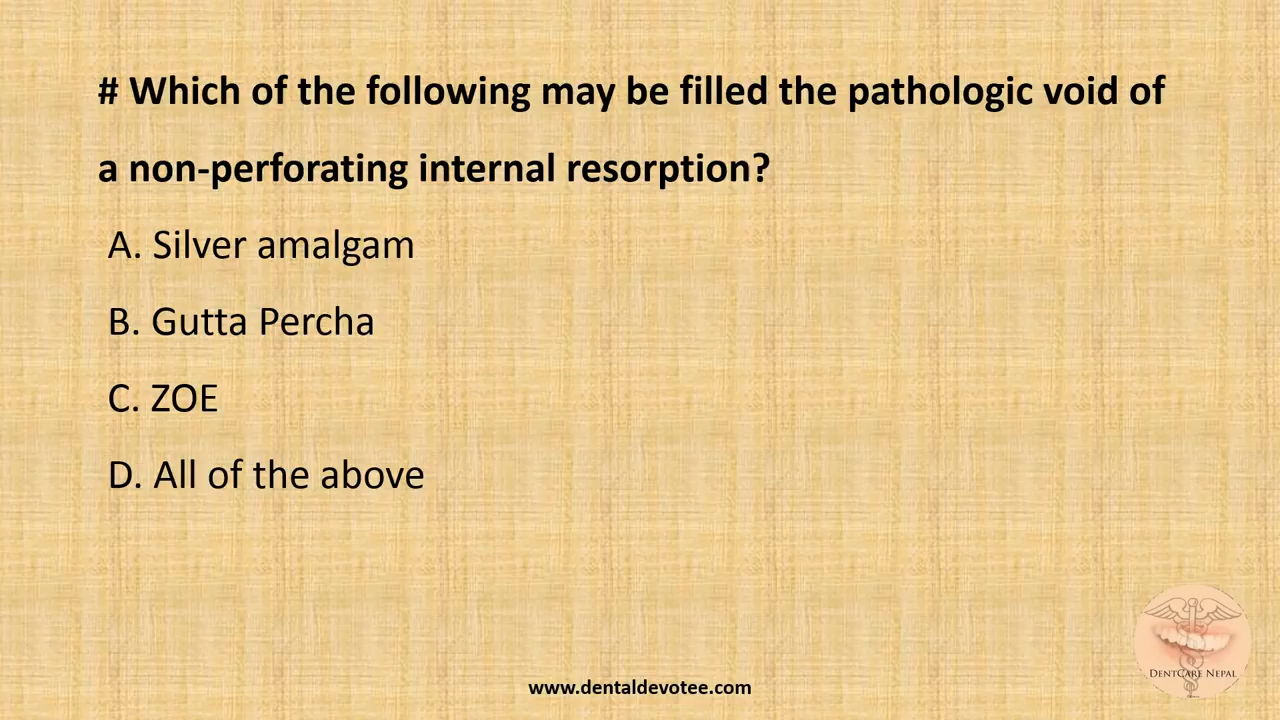 # Which of the following may be filled the pathologic void of
a non-perforating internal resorption?
A. Silver amalgam
B. Gutta Percha
C. ZOE
D. All of the above
DentCare Nepal
www.dentaldevotee.com